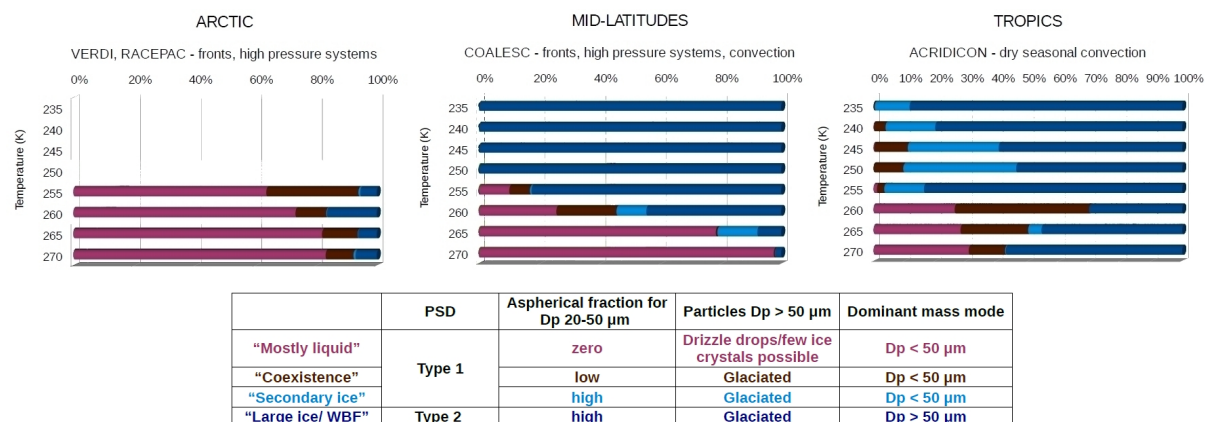 ARCTIC
VERDI, RACEPAC - fronts, high pressure systems
0% 20% 40% 60% 80% 100%
Temperature (K)
235
240
245
250
255
260
265
270
MID-LATITUDES
COALESC - fronts, high pressure systems, convection
0% 20% 40% 60% 80% 100%
Temperature (K)
235
240
245
250
255
260
265
270
TROPICS
ACRIDICON - dry seasonal convection
0% 10% 20% 30% 40% 50% 60% 70% 80% 90% 100%
Temperature (K)
235
240
245
250
255
260
265
270
PSD
Aspherical fraction for
Dp 20-50 µm
Particles Dp > 50 µm
Dominant mass mode
“Mostly liquid”
Type 1
zero
Drizzle drops/few ice
crystals possible
Dp < 50 µm
“Coexistence”
low
Glaciated
Dp < 50 µm
“Secondary ice”
high
Glaciated
Dp < 50 µm
“Large ice/ WBF”
Type 2
high
Glaciated
Dp > 50 µm